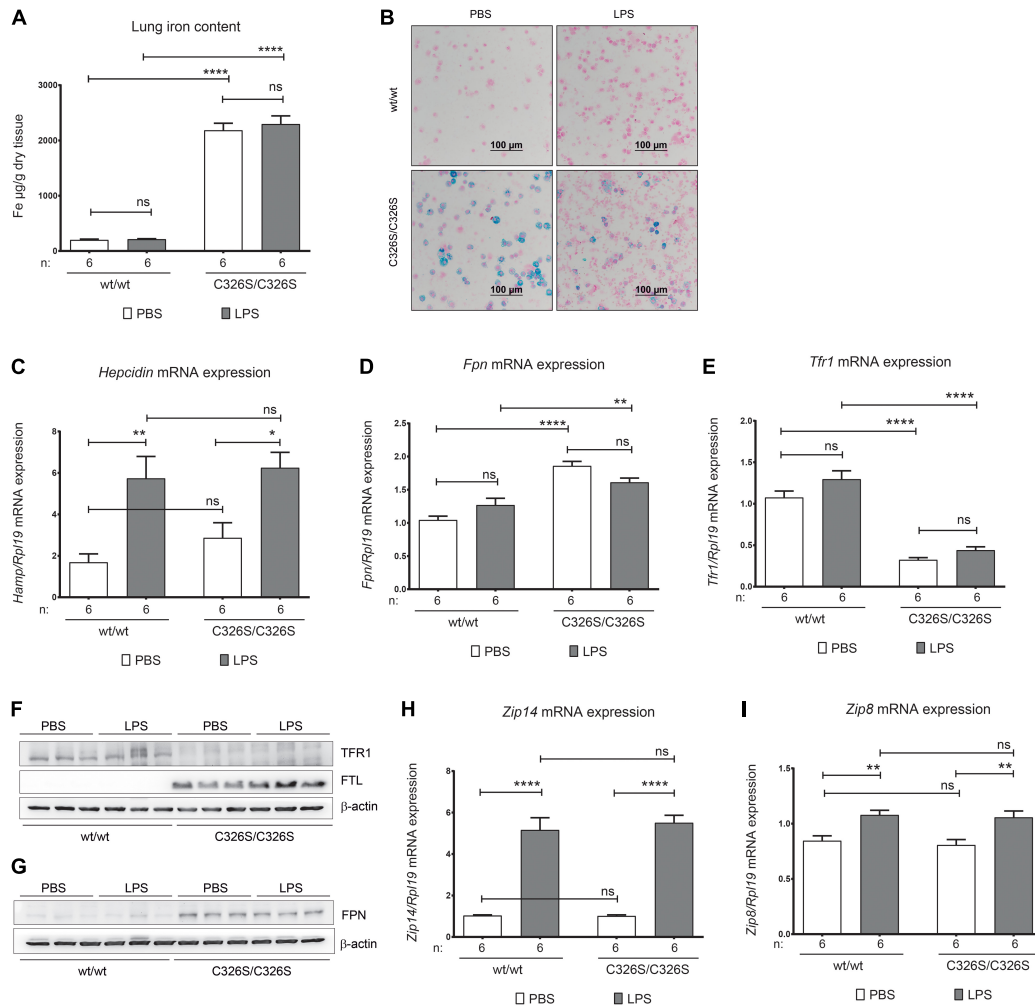 A
Lung iron content
****
****
ns
ns
Fe µg/g dry tissue
3000
2000
1000
0
n: 6 6 6 6
wt/wt C326S/C326S
PBS LPS
B
PBS LPS
wt/wt
100 µm 100 µm
C326S/C326S
100 µm 100 µm
C
Hepcidin mRNA expression
ns
** *
ns
Hamp/Rpl19 mRNA expression
8
6
4
2
0
n: 6 6 6 6
wt/wt C326S/C326S
PBS LPS
D
Fpn mRNA expression
**
****
ns
ns
Fpn/Rpl19 mRNA expression
2.5
2.0
1.5
1.0
0.5
0.0
n: 6 6 6 6
wt/wt C326S/C326S
PBS LPS
E
Tfr1 mRNA expression
****
****
ns
ns
Tfr1/Rpl19 mRNA expression
2.0
1.5
1.0
0.5
0.0
n: 6 6 6 6
wt/wt C326S/C326S
PBS LPS
F
PBS LPS PBS LPS
TFR1
FTL
β-actin
wt/wt C326S/C326S
G
PBS LPS PBS LPS
FPN
β-actin
wt/wt C326S/C326S
H
Zip14 mRNA expression
ns
**** ****
ns
Zip14/Rpl19 mRNA expression
8
6
4
2
0
n: 6 6 6 6
wt/wt C326S/C326S
PBS LPS
I
Zip8 mRNA expression
ns
** **
ns
Zip8/Rpl19 mRNA expression
1.5
1.0
0.5
0.0
n: 6 6 6 6
wt/wt C326S/C326S
PBS LPS